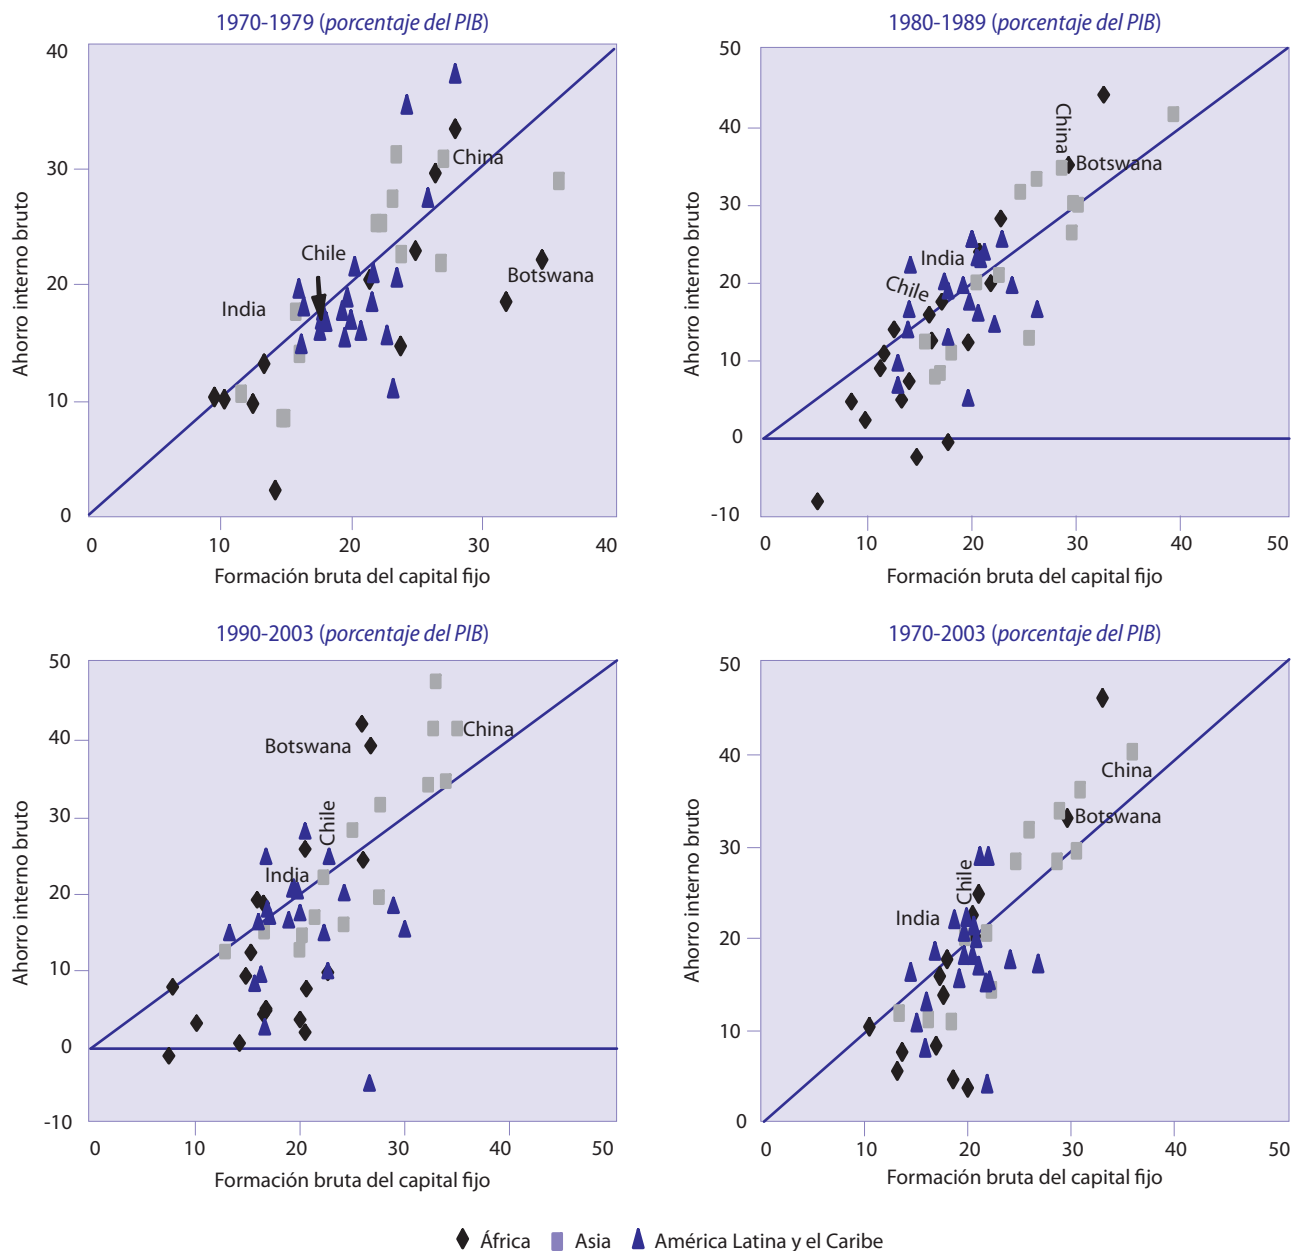 1970-1979 (porcentaje del PIB)
40
30
20
10
0
Ahorro interno bruto
China
Chile
Botswana
India
0 10 20 30 40
Formación bruta del capital fijo
1980-1989 (porcentaje del PIB)
50
40
30
20
10
0
-10
Ahorro interno bruto
China
Botswana
India
Chile
0 10 20 30 40 50
Formación bruta del capital fijo
1990-2003 (porcentaje del PIB)
50
40
30
20
10
0
-10
Ahorro interno bruto
China
Botswana
Chile
India
0 10 20 30 40 50
Formación bruta del capital fijo
1970-2003 (porcentaje del PIB)
50
40
30
20
10
0
Ahorro interno bruto
China
Botswana
Chile
India
0 10 20 30 40 50
Formación bruta del capital fijo
África Asia América Latina y el Caribe